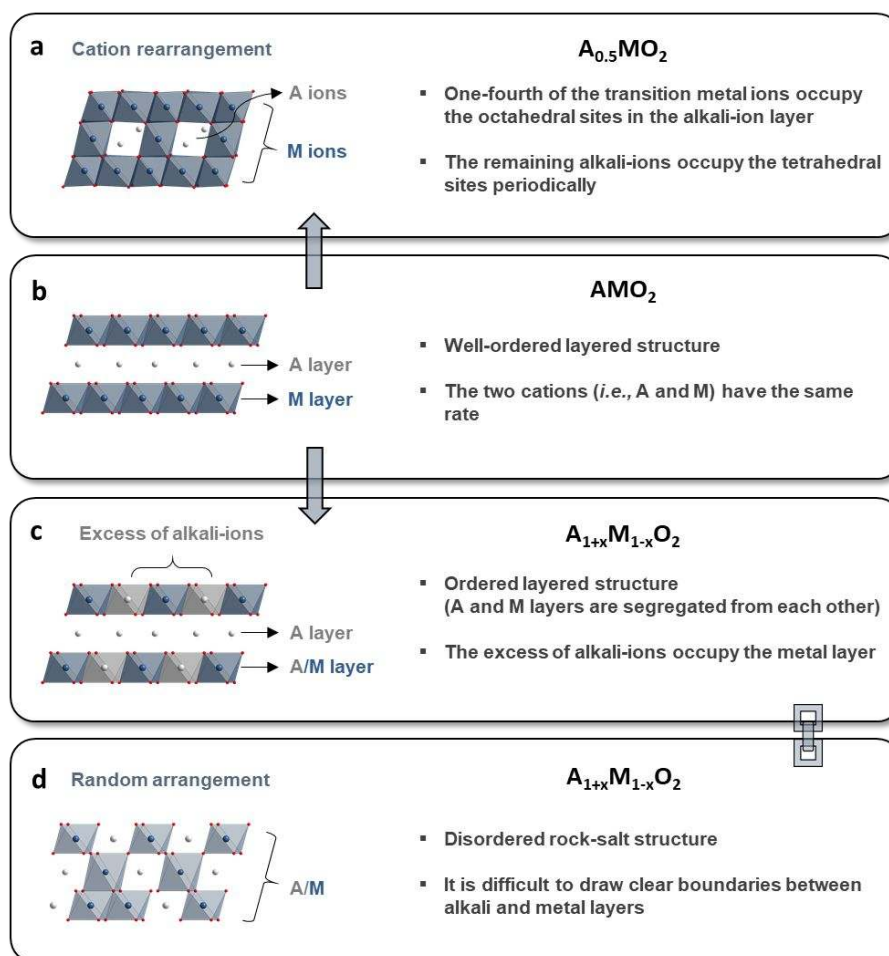 a Cation rearrangement
A ions
M ions
A₀.₅MO₂
▪ One-fourth of the transition metal ions occupy
the octahedral sites in the alkali-ion layer
▪ The remaining alkali-ions occupy the tetrahedral
sites periodically
b
A layer
M layer
AMO₂
▪ Well-ordered layered structure
▪ The two cations (i.e., A and M) have the same
rate
c
Excess of alkali-ions
A layer
A/M layer
A₁₊ₓM₁₋ₓO₂
▪ Ordered layered structure
(A and M layers are segregated from each other)
▪ The excess of alkali-ions occupy the metal layer
d Random arrangement
A/M
A₁₊ₓM₁₋ₓO₂
▪ Disordered rock-salt structure
▪ It is difficult to draw clear boundaries between
alkali and metal layers